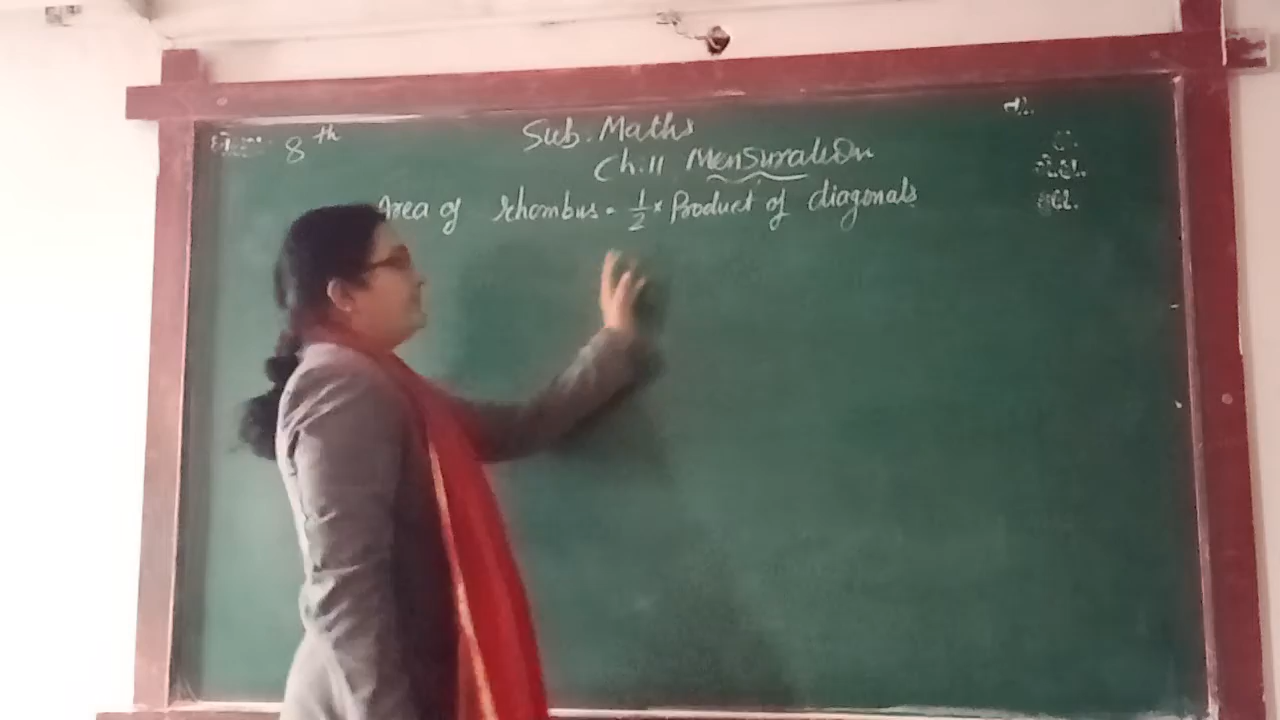 8th
Sub. Maths
Ch. 11 Mensuration
Area of rhombus = 1/2 × Product of diagonals